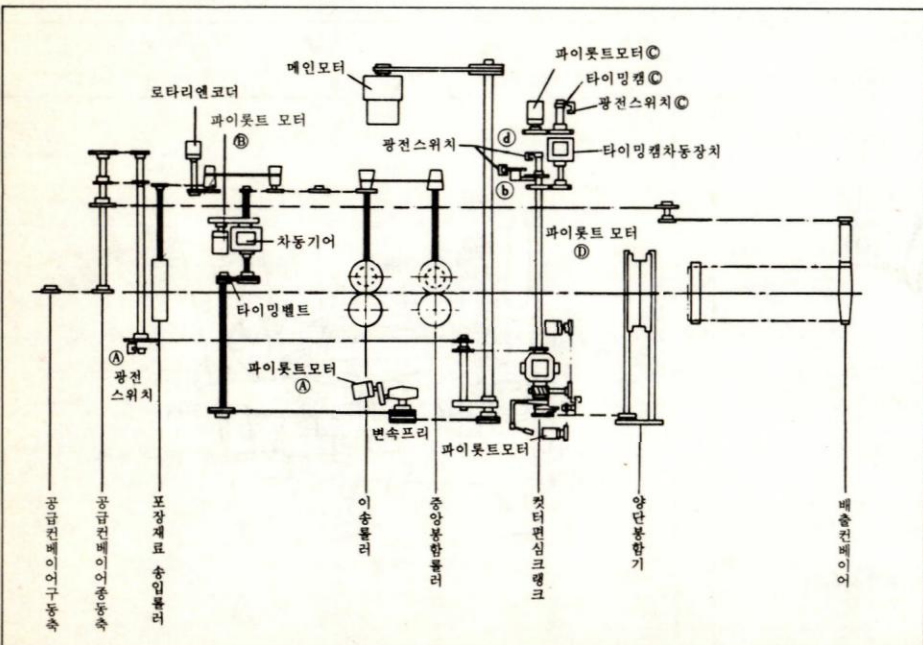 파이롯트모터Ⓒ
메인모터
타이밍캠Ⓒ
로타리엔코더
광전스위치Ⓒ
파이롯트 모터
Ⓑ
광전스위치
ⓓ
타이밍캠차동장치
ⓑ
파이롯트 모터
Ⓓ
차동기어
타이밍벨트
Ⓐ
광전
스위치
파이롯트모터
Ⓐ
변속프리
파이롯트모터
공급컨베이어구동축
공급컨베이어종동축
포장재료 송입롤러
이송롤러
중앙봉함롤러
컷터편심크랭크
양단봉함기
배출컨베이어